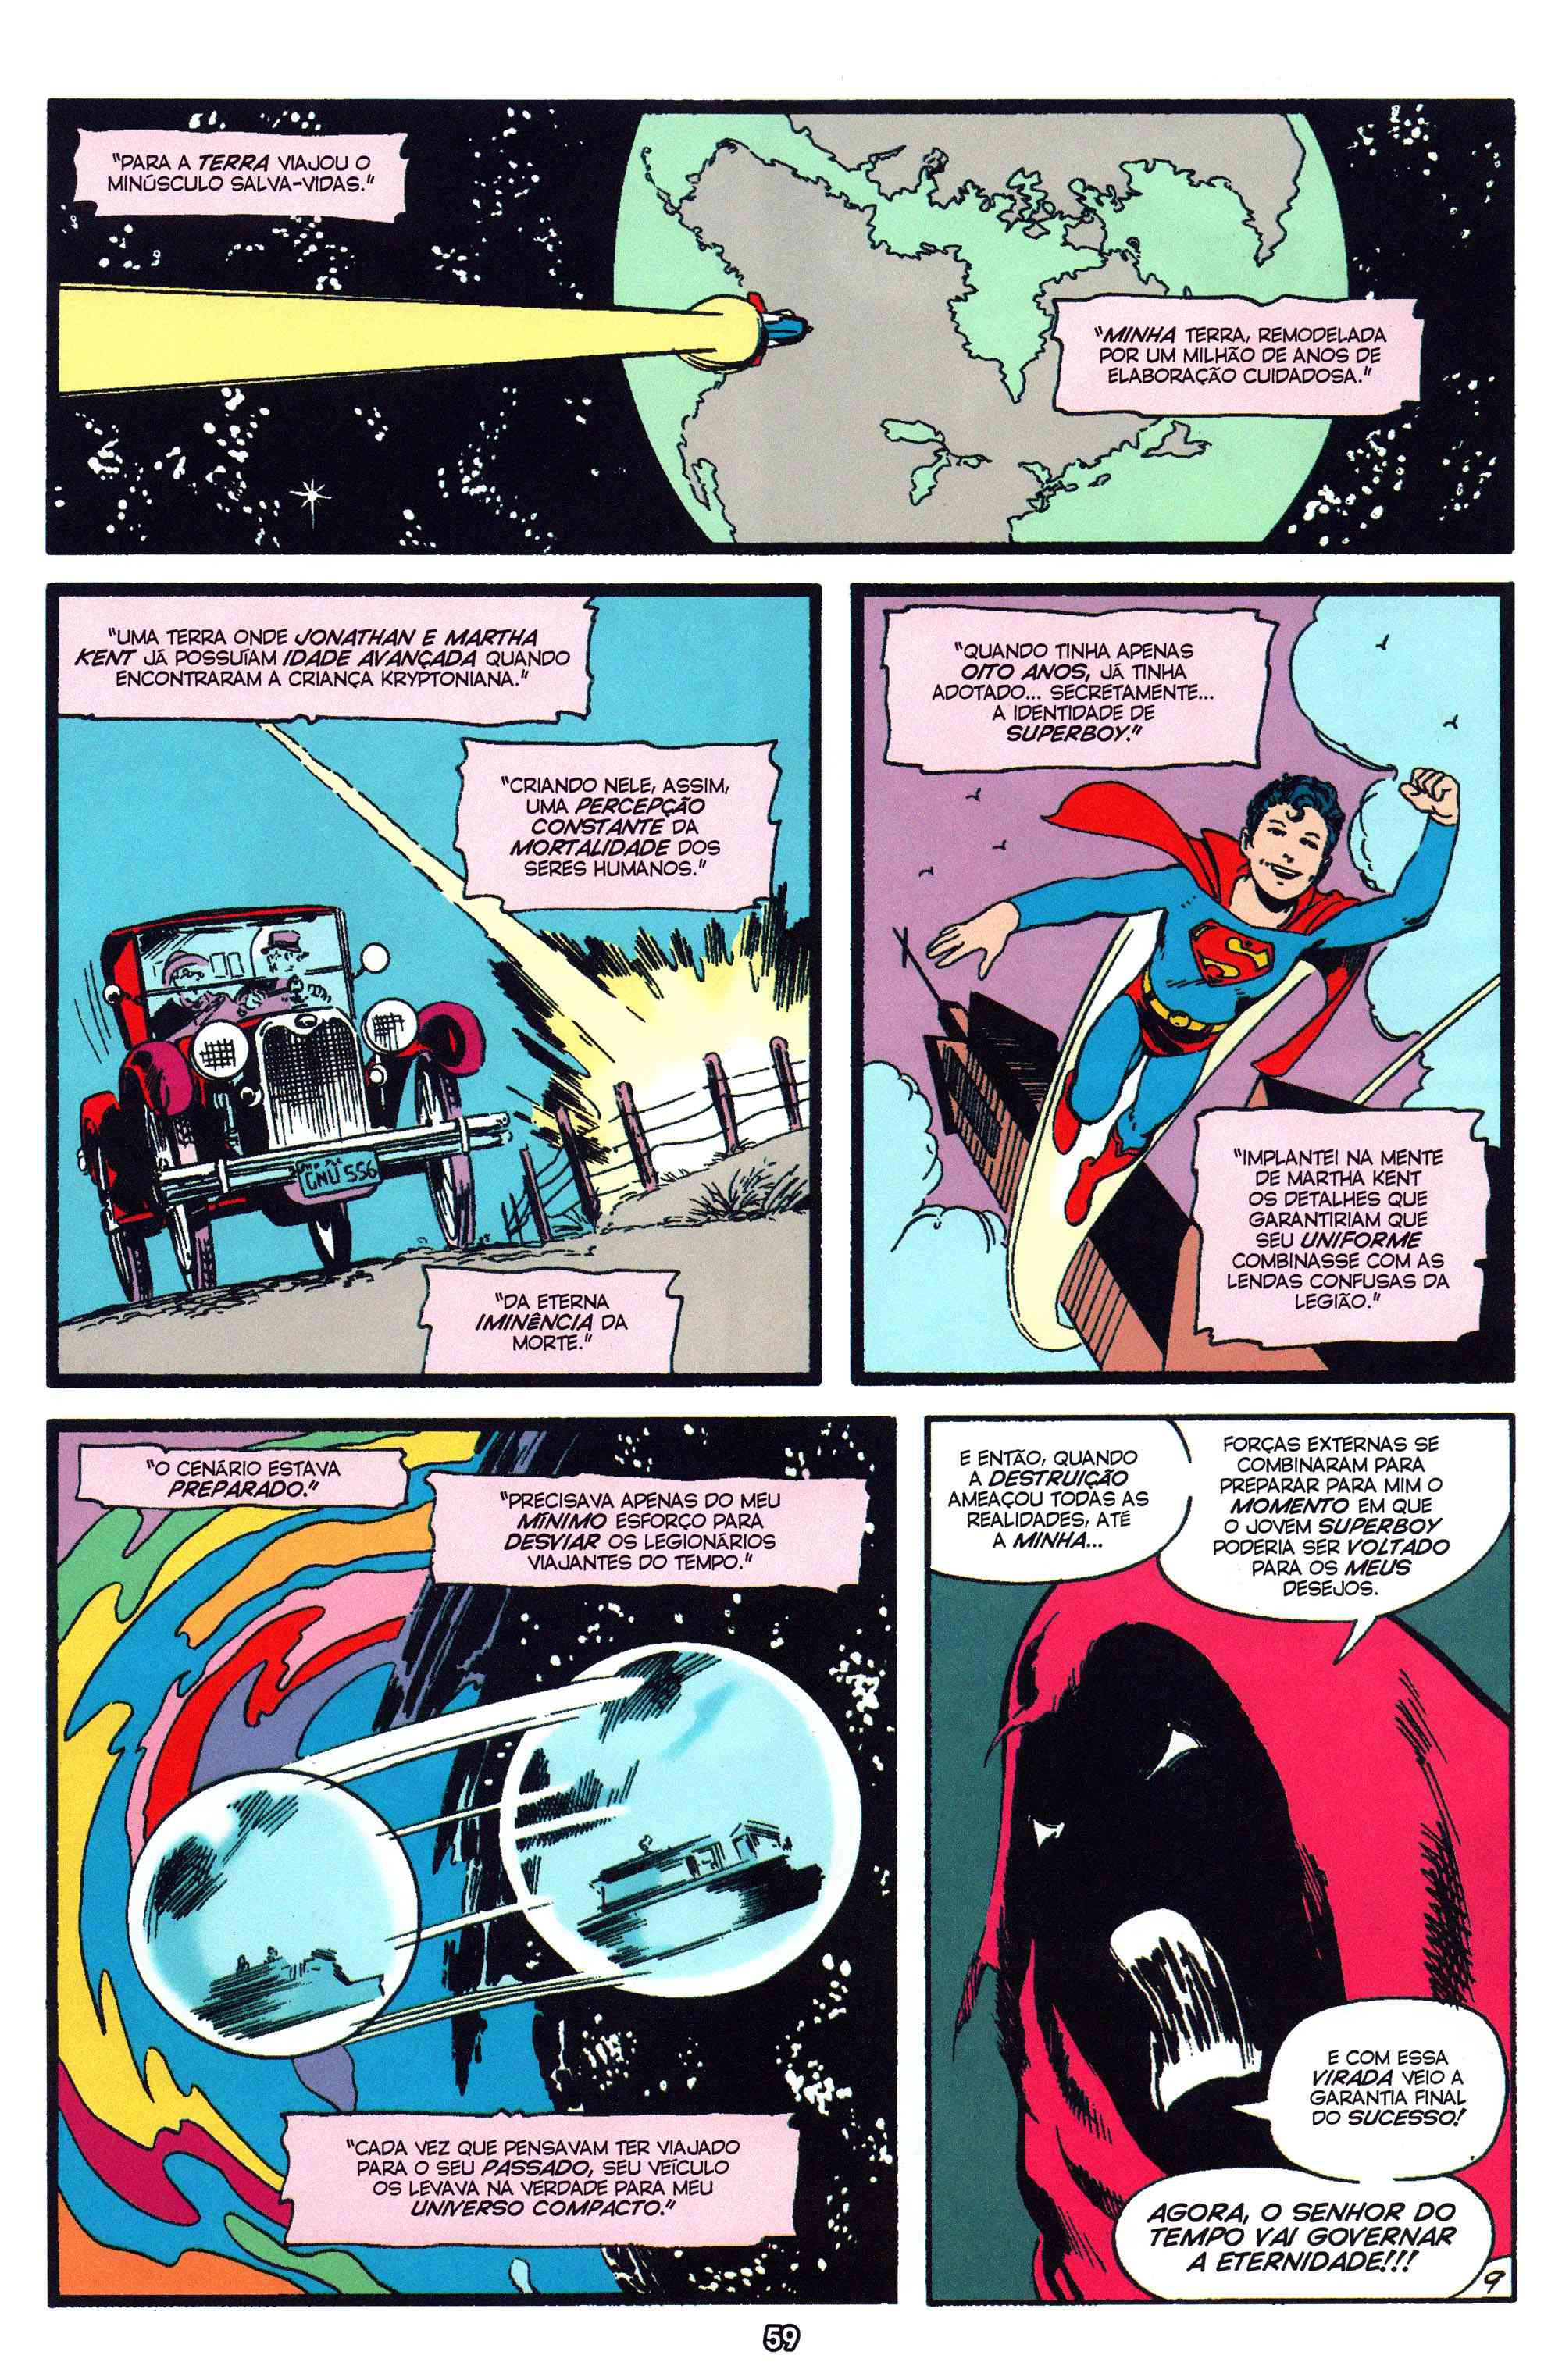 "PARA A TERRA VIAJOU O
MINÚSCULO SALVA-VIDAS."
"MINHA TERRA, REMODELADA
POR UM MILHÃO DE ANOS DE
ELABORAÇÃO CUIDADOSA."
"UMA TERRA ONDE JONATHAN E MARTHA
KENT JÁ POSSUÍAM IDADE AVANÇADA QUANDO
ENCONTRARAM A CRIANÇA KRYPTONIANA."
"CRIANDO NELE, ASSIM,
UMA PERCEPÇÃO
CONSTANTE DA
MORTALIDADE DOS
SERES HUMANOS."
GNU 556
"DA ETERNA
IMINÊNCIA DA
MORTE."
"QUANDO TINHA APENAS
OITO ANOS, JÁ TINHA
ADOTADO... SECRETAMENTE...
A IDENTIDADE DE
SUPERBOY."
S
"IMPLANTEI NA MENTE
DE MARTHA KENT
OS DETALHES QUE
GARANTIRIAM QUE
SEU UNIFORME
COMBINASSE COM AS
LENDAS CONFUSAS DA
LEGIÃO."
"O CENÁRIO ESTAVA
PREPARADO."
"PRECISAVA APENAS DO MEU
MÍNIMO ESFORÇO PARA
DESVIAR OS LEGIONÁRIOS
VIAJANTES DO TEMPO."
"CADA VEZ QUE PENSAVAM TER VIAJADO
PARA O SEU PASSADO, SEU VEÍCULO
OS LEVAVA NA VERDADE PARA MEU
UNIVERSO COMPACTO."
E ENTÃO, QUANDO
A DESTRUIÇÃO
AMEAÇOU TODAS AS
REALIDADES, ATÉ
A MINHA...
FORÇAS EXTERNAS SE
COMBINARAM PARA
PREPARAR PARA MIM O
MOMENTO EM QUE
O JOVEM SUPERBOY
PODERIA SER VOLTADO
PARA OS MEUS
DESEJOS.
E COM ESSA
VIRADA VEIO A
GARANTIA FINAL
DO SUCESSO!
AGORA, O SENHOR DO
TEMPO VAI GOVERNAR
A ETERNIDADE!!!
9
59